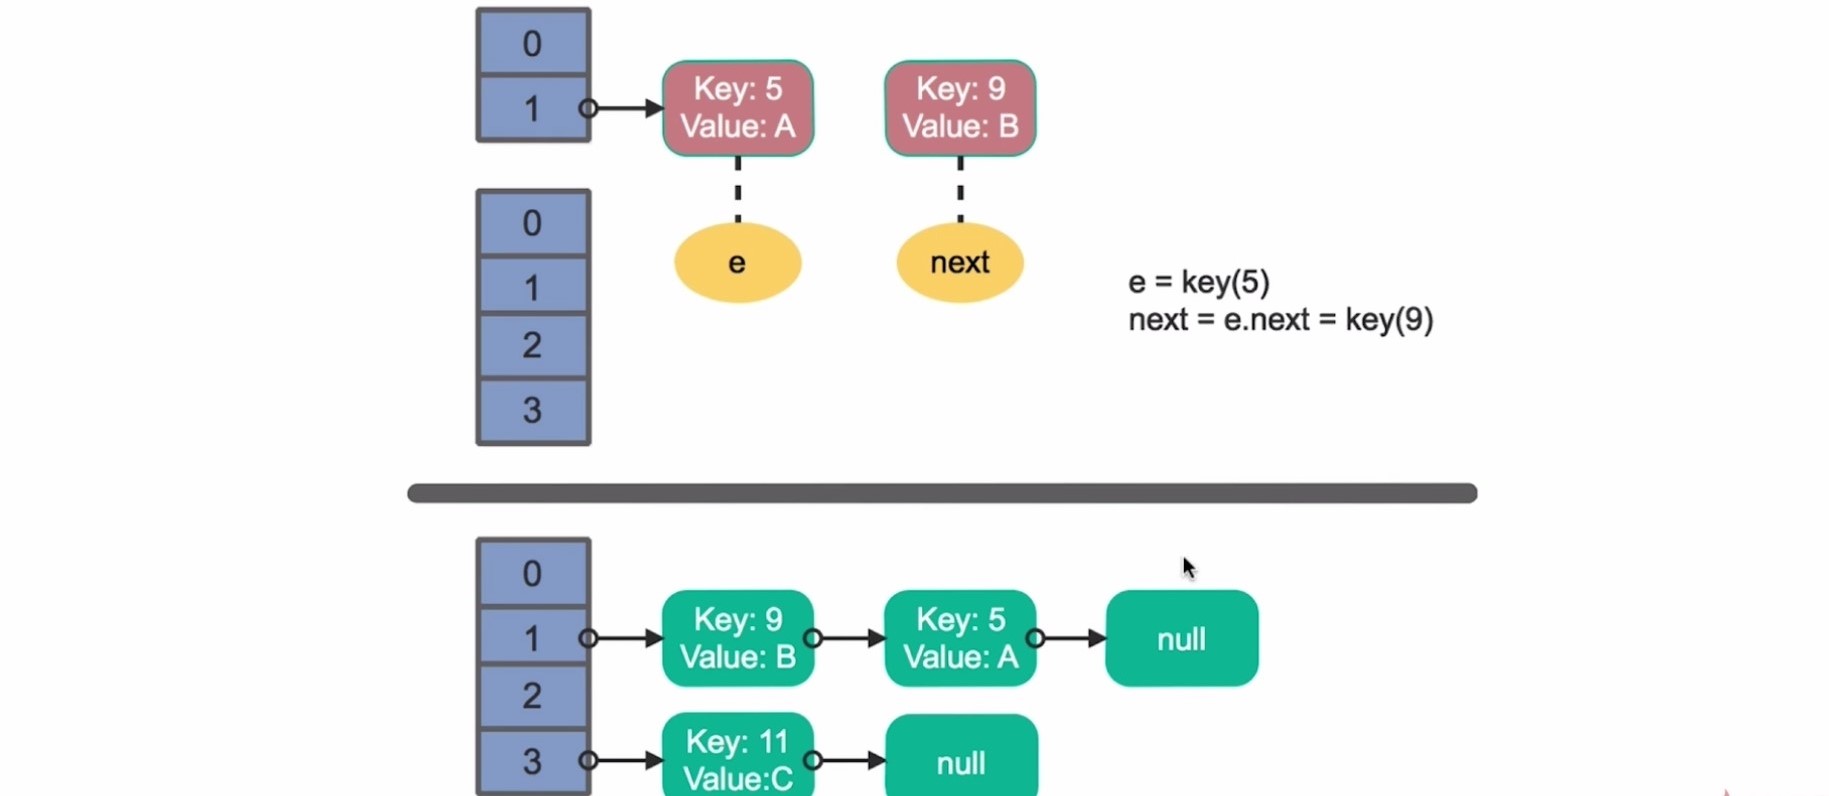 0
1
Key: 5
Value: A
Key: 9
Value: B
0
1
2
3
e
next
e = key(5)
next = e.next = key(9)
0
1
2
3
Key: 9
Value: B
Key: 5
Value: A
null
Key: 11
Value:C
null